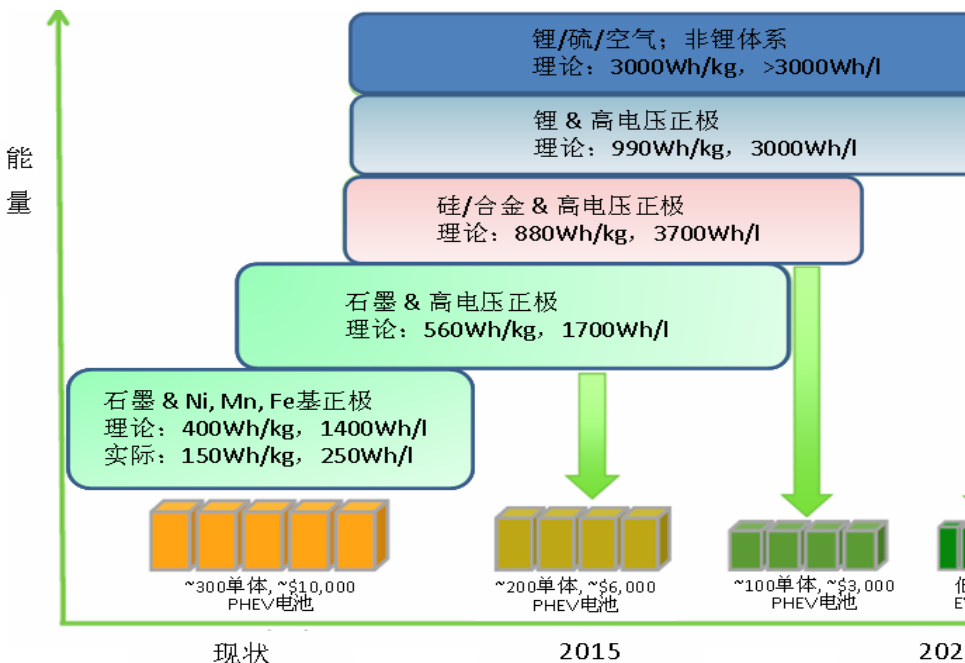 锂/硫/空气；非锂体系
理论：3000Wh/kg，>3000Wh/l
锂 & 高电压正极
理论：990Wh/kg，3000Wh/l
能
量
硅/合金 & 高电压正极
理论：880Wh/kg，3700Wh/l
石墨 & 高电压正极
理论：560Wh/kg，1700Wh/l
石墨 & Ni, Mn, Fe基正极
理论：400Wh/kg，1400Wh/l
实际：150Wh/kg，250Wh/l
~300单体, ~$10,000
PHEV电池
~200单体, ~$6,000
PHEV电池
~100单体, ~$3,000
PHEV电池
现状
2015
202